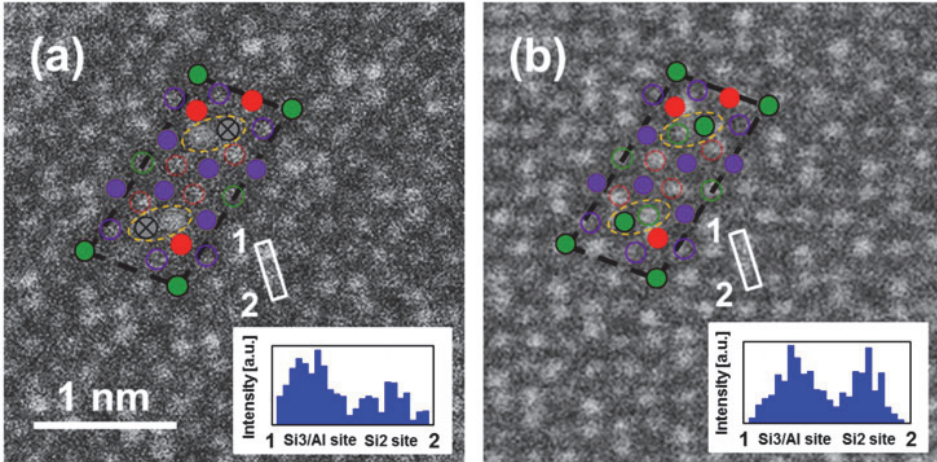 (a)
1
2
1 nm
Intensity [a.u.]
1 Si3/Al site Si2 site 2
(b)
1
2
Intensity [a.u.]
1 Si3/Al site Si2 site 2